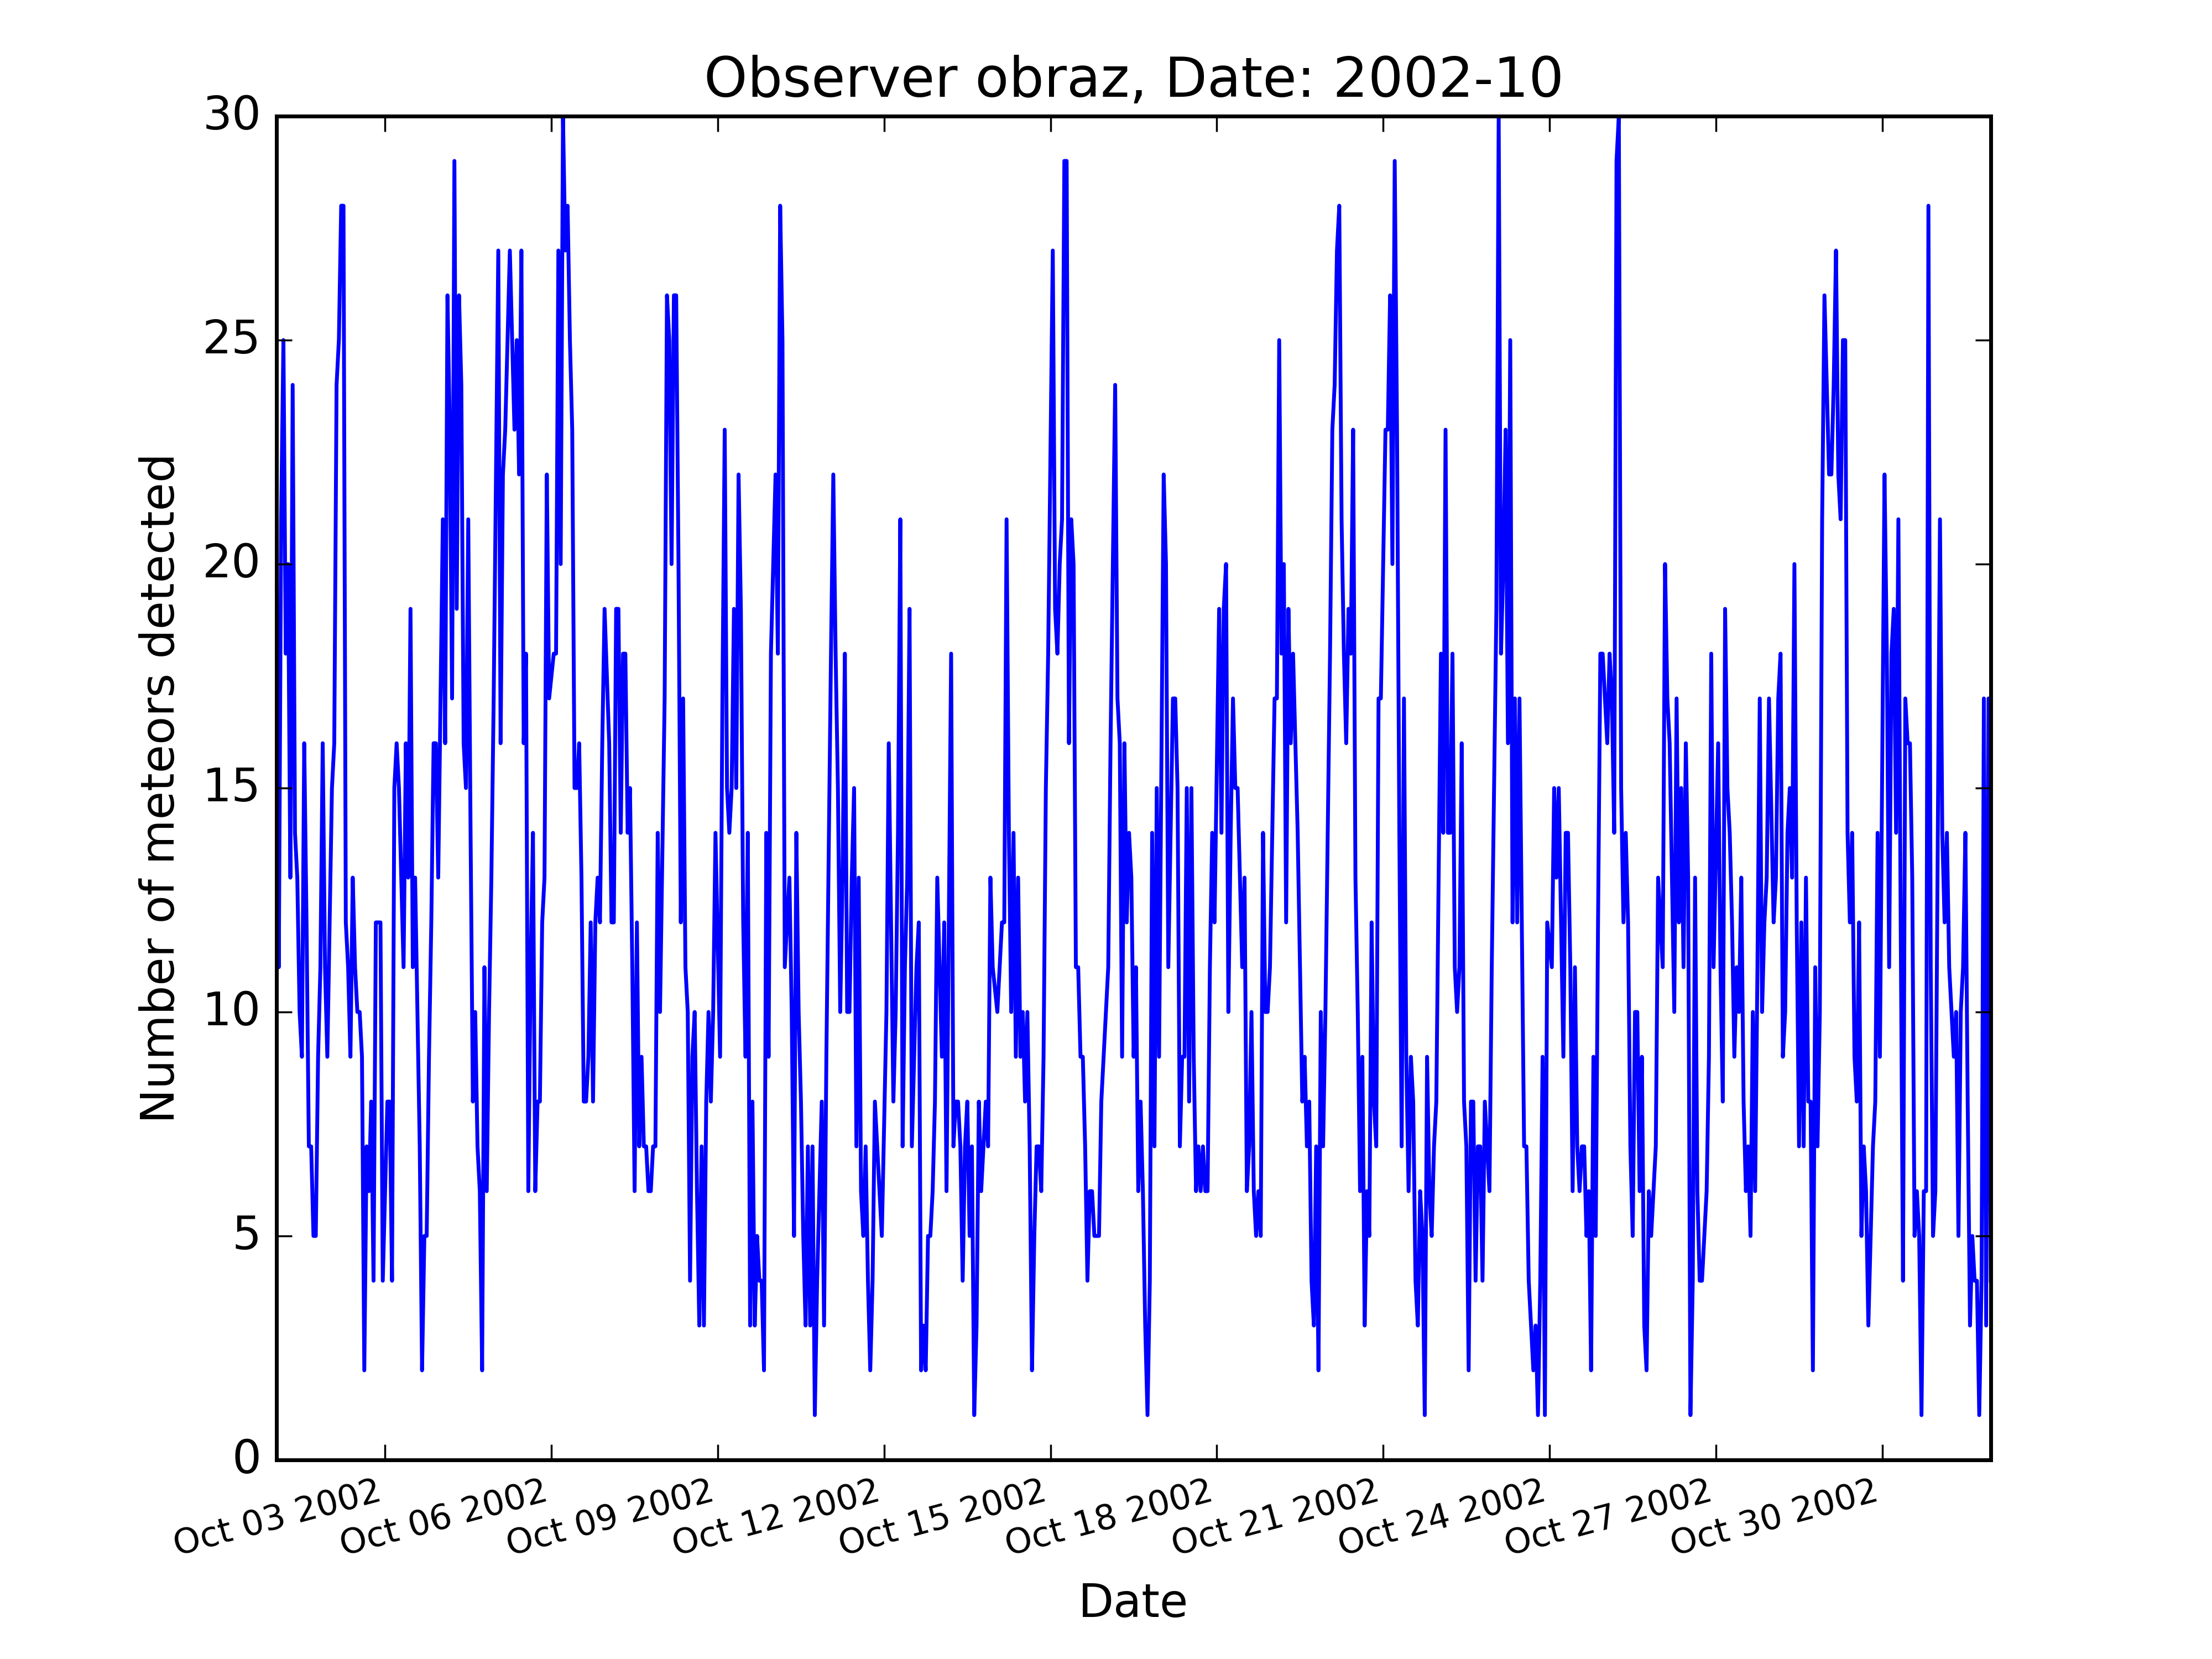 Observer obraz, Date: 2002-10
30
25
20
15
10
5
0
Number of meteors detected
Oct 03 2002
Oct 06 2002
Oct 09 2002
Oct 12 2002
Oct 15 2002
Oct 18 2002
Oct 21 2002
Oct 24 2002
Oct 27 2002
Oct 30 2002
Date